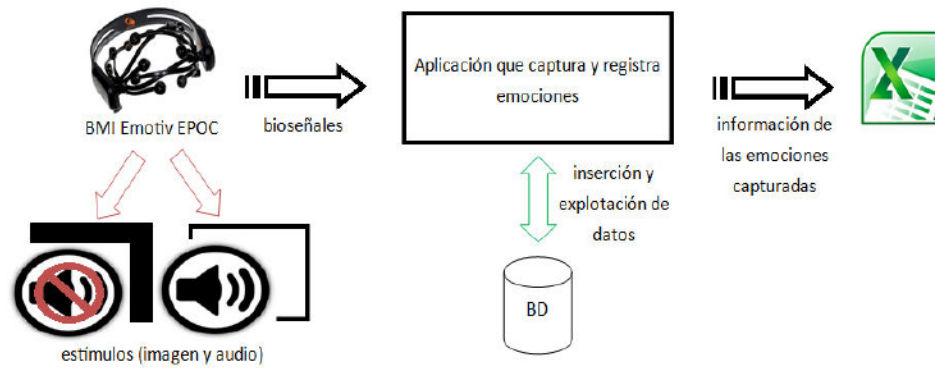 BMI Emotiv EPOC
bioseñales
Aplicación que captura y registra
emociones
información de
las emociones
capturadas
inserción y
explotación de
datos
BD
estímulos (imagen y audio)